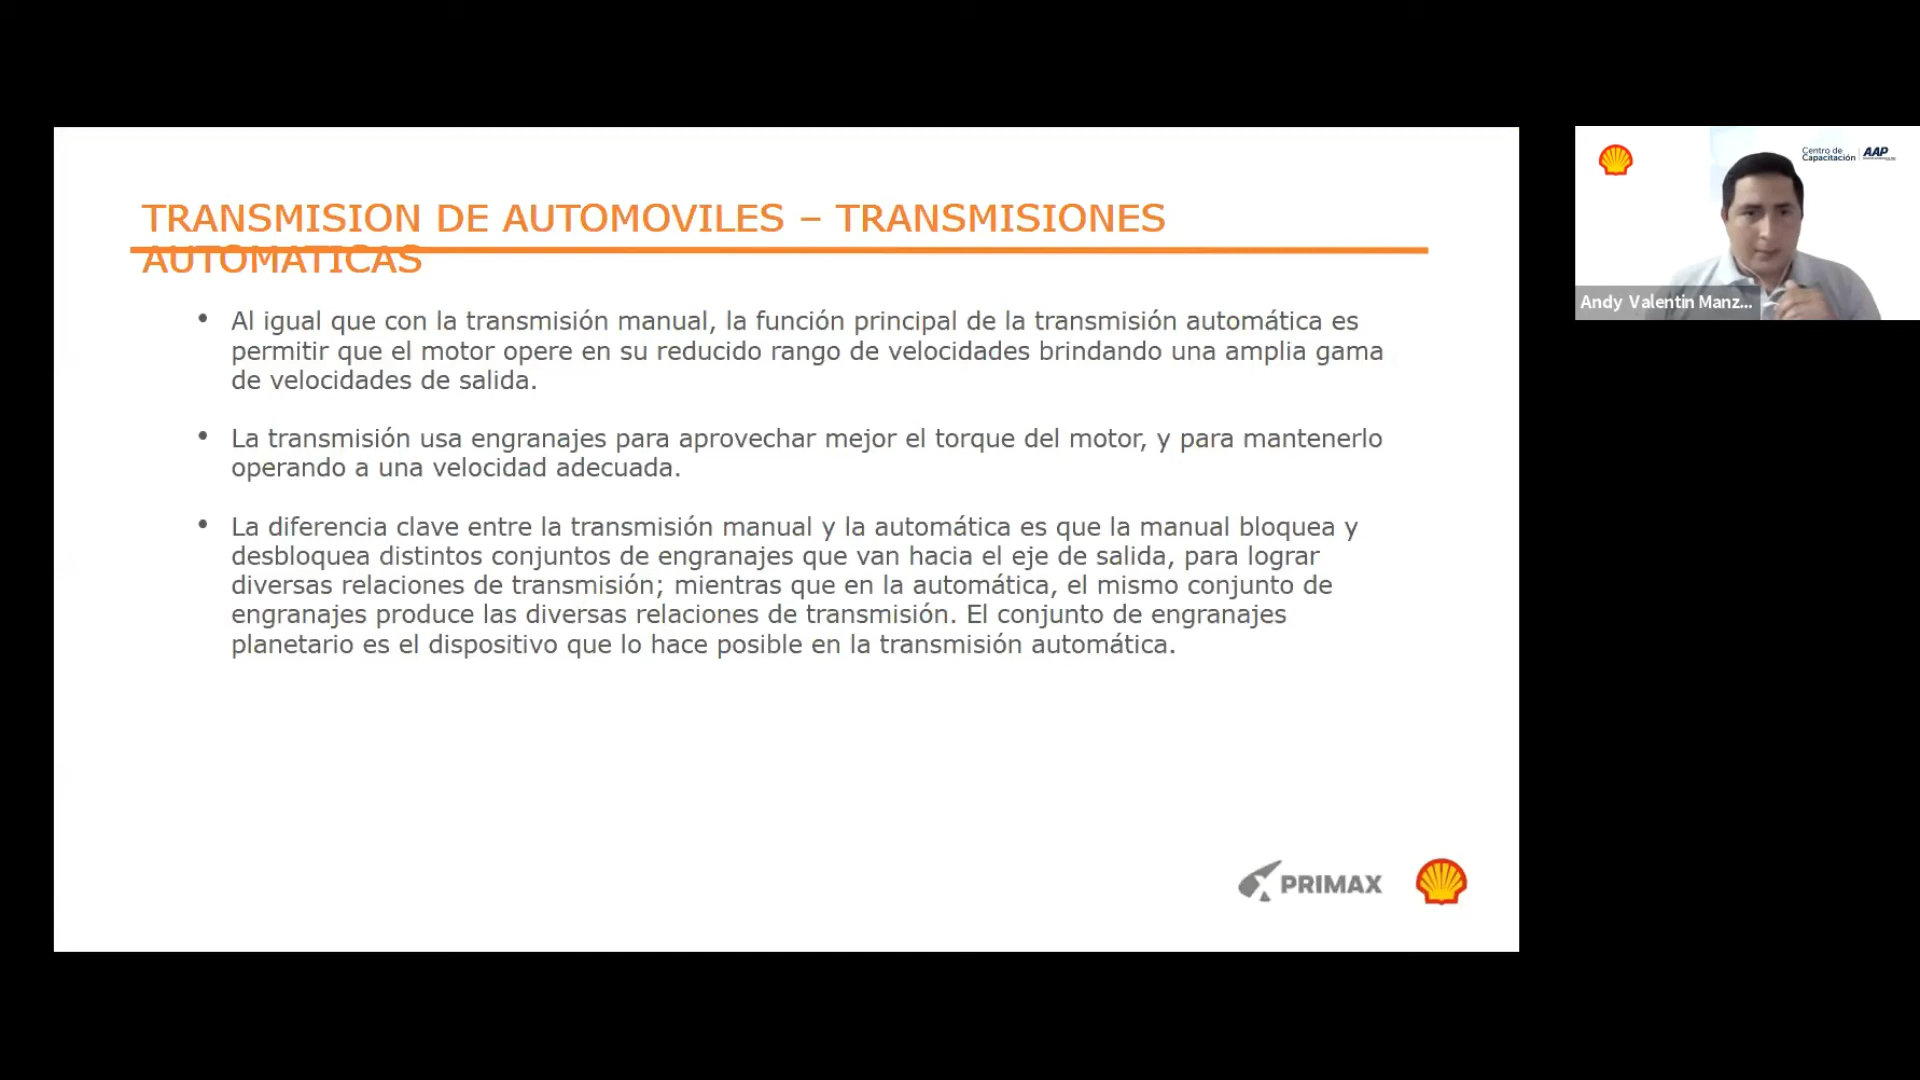 TRANSMISION DE AUTOMOVILES – TRANSMISIONES
AUTOMATICAS
• Al igual que con la transmisión manual, la función principal de la transmisión automática es
permitir que el motor opere en su reducido rango de velocidades brindando una amplia gama
de velocidades de salida.
• La transmisión usa engranajes para aprovechar mejor el torque del motor, y para mantenerlo
operando a una velocidad adecuada.
• La diferencia clave entre la transmisión manual y la automática es que la manual bloquea y
desbloquea distintos conjuntos de engranajes que van hacia el eje de salida, para lograr
diversas relaciones de transmisión; mientras que en la automática, el mismo conjunto de
engranajes produce las diversas relaciones de transmisión. El conjunto de engranajes
planetario es el dispositivo que lo hace posible en la transmisión automática.
PRIMAX
Centro de
Capacitación
AAP
Andy Valentin Manz...